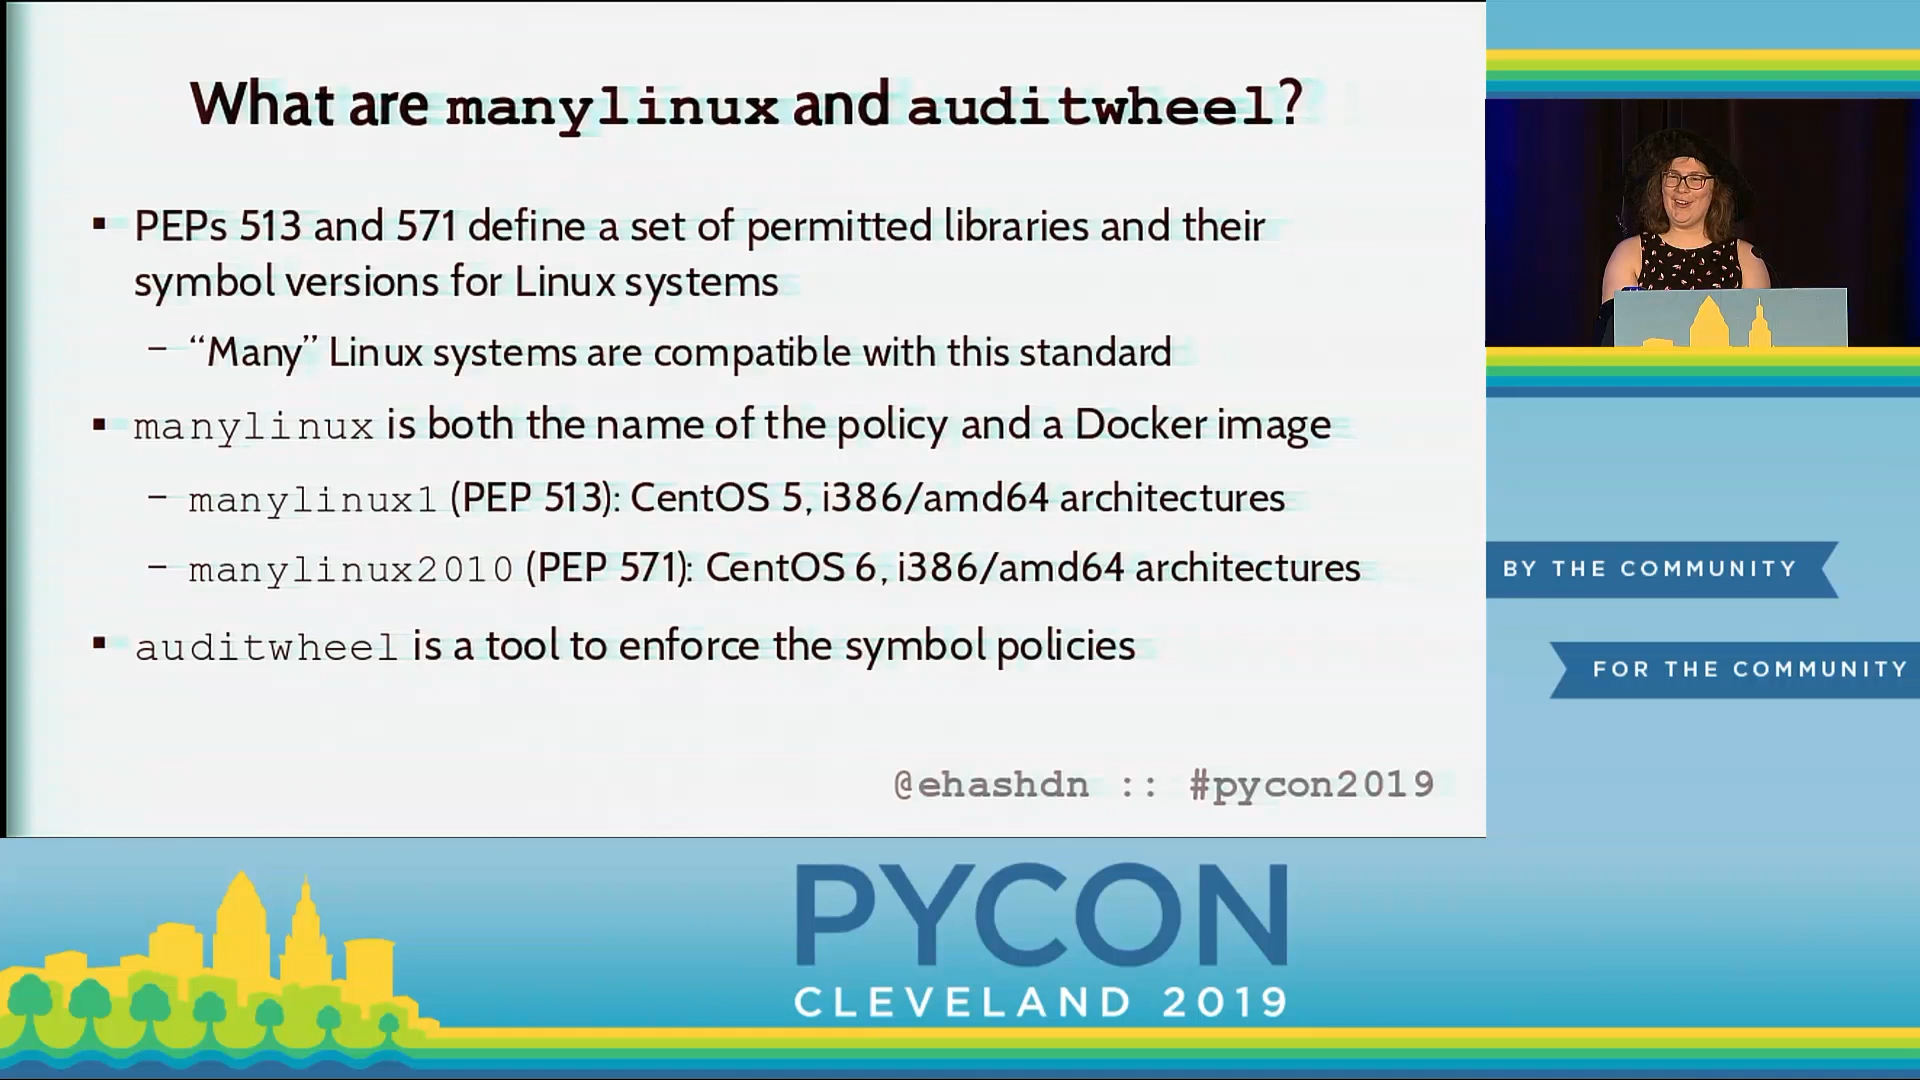 What are manylinux and auditwheel?
▪ PEPs 513 and 571 define a set of permitted libraries and their
symbol versions for Linux systems
– “Many” Linux systems are compatible with this standard
▪ manylinux is both the name of the policy and a Docker image
– manylinux1 (PEP 513): CentOS 5, i386/amd64 architectures
– manylinux2010 (PEP 571): CentOS 6, i386/amd64 architectures
▪ auditwheel is a tool to enforce the symbol policies
@ehashdn :: #pycon2019
BY THE COMMUNITY
FOR THE COMMUNITY
PYCON
CLEVELAND 2019